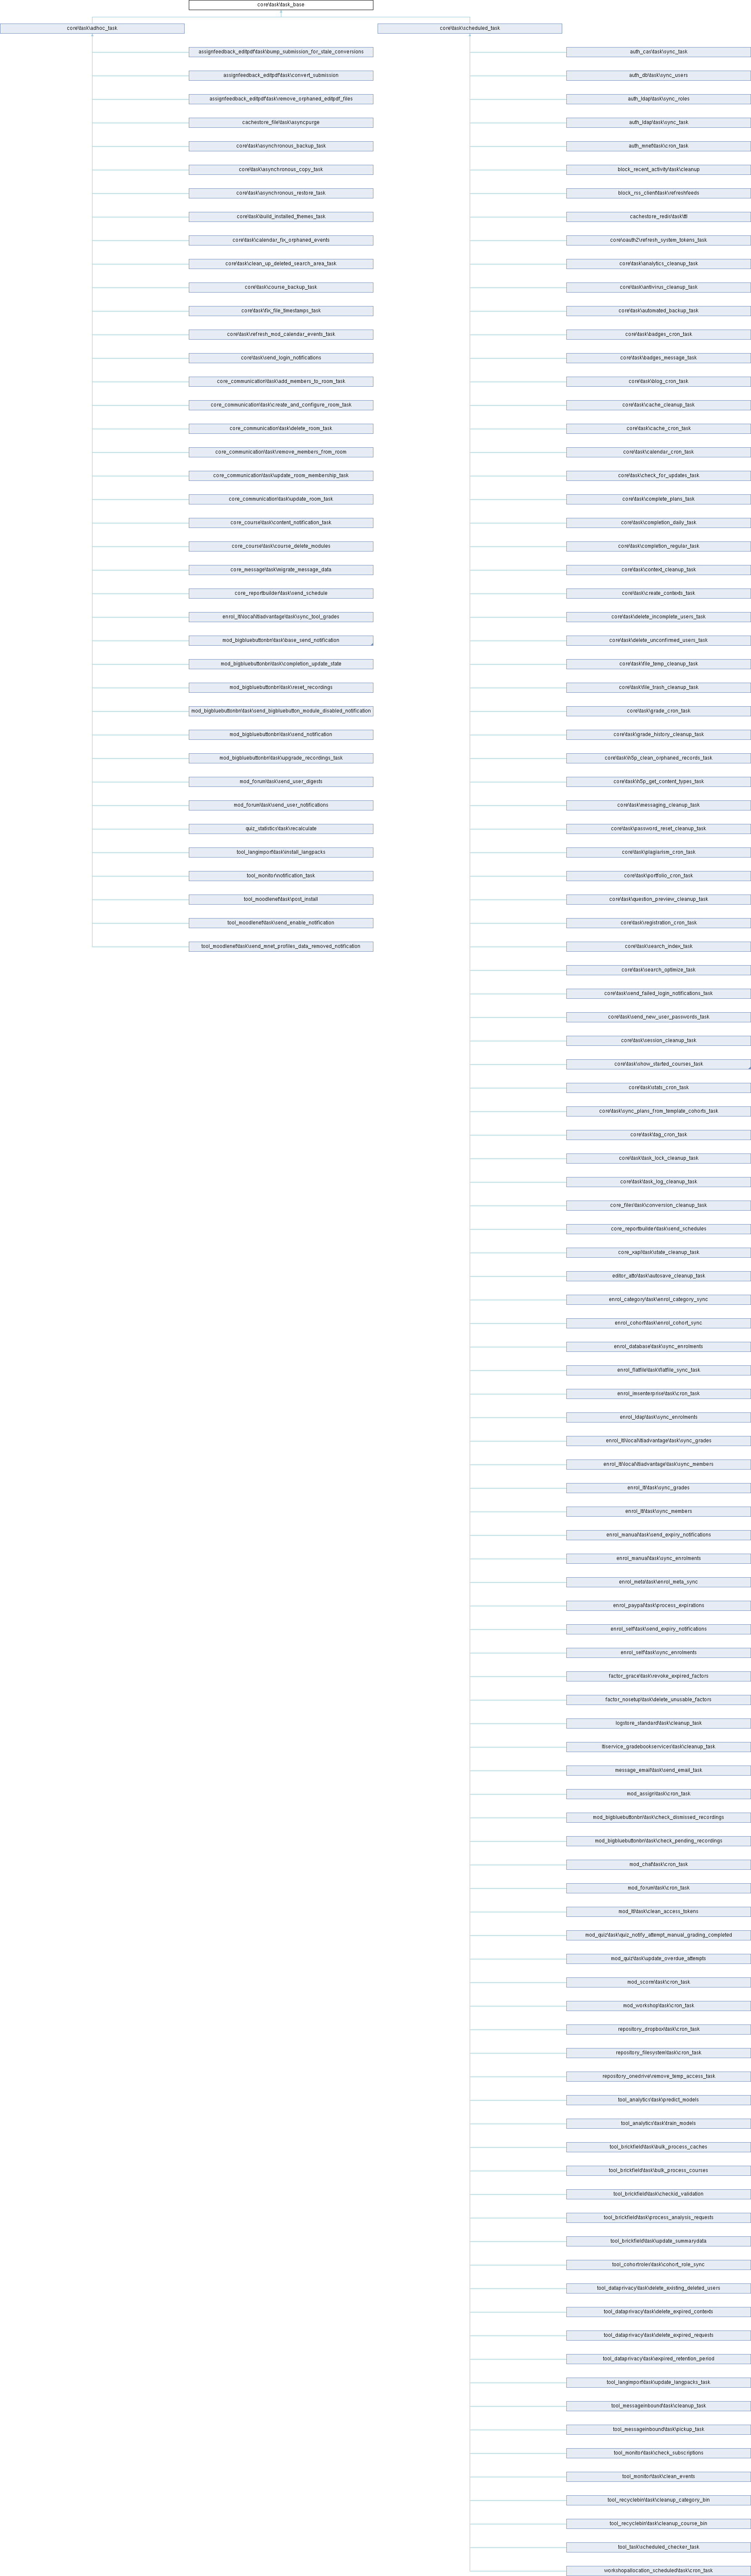 core\task\task_base
core\task\adhoc_task
core\task\scheduled_task
assignfeedback_editpdf\task\bump_submission_for_stale_conversions
assignfeedback_editpdf\task\convert_submission
assignfeedback_editpdf\task\remove_orphaned_editpdf_files
cachestore_file\task\asyncpurge
core\task\asynchronous_backup_task
core\task\asynchronous_copy_task
core\task\asynchronous_restore_task
core\task\build_installed_themes_task
core\task\calendar_fix_orphaned_events
core\task\clean_up_deleted_search_area_task
core\task\course_backup_task
core\task\fix_file_timestamps_task
core\task\refresh_mod_calendar_events_task
core\task\send_login_notifications
core_communication\task\add_members_to_room_task
core_communication\task\create_and_configure_room_task
core_communication\task\delete_room_task
core_communication\task\remove_members_from_room
core_communication\task\update_room_membership_task
core_communication\task\update_room_task
core_course\task\content_notification_task
core_course\task\course_delete_modules
core_message\task\migrate_message_data
core_reportbuilder\task\send_schedule
enrol_lti\local\ltiadvantage\task\sync_tool_grades
mod_bigbluebuttonbn\task\base_send_notification
mod_bigbluebuttonbn\task\completion_update_state
mod_bigbluebuttonbn\task\reset_recordings
mod_bigbluebuttonbn\task\send_bigbluebutton_module_disabled_notification
mod_bigbluebuttonbn\task\send_notification
mod_bigbluebuttonbn\task\upgrade_recordings_task
mod_forum\task\send_user_digests
mod_forum\task\send_user_notifications
quiz_statistics\task\recalculate
tool_langimport\task\install_langpacks
tool_monitor\notification_task
tool_moodlenet\task\post_install
tool_moodlenet\task\send_enable_notification
tool_moodlenet\task\send_mnet_profiles_data_removed_notification
auth_cas\task\sync_task
auth_db\task\sync_users
auth_ldap\task\sync_roles
auth_ldap\task\sync_task
auth_mnet\task\cron_task
block_recent_activity\task\cleanup
block_rss_client\task\refreshfeeds
cachestore_redis\task\ttl
core\oauth2\refresh_system_tokens_task
core\task\analytics_cleanup_task
core\task\antivirus_cleanup_task
core\task\automated_backup_task
core\task\badges_cron_task
core\task\badges_message_task
core\task\blog_cron_task
core\task\cache_cleanup_task
core\task\cache_cron_task
core\task\calendar_cron_task
core\task\check_for_updates_task
core\task\complete_plans_task
core\task\completion_daily_task
core\task\completion_regular_task
core\task\context_cleanup_task
core\task\create_contexts_task
core\task\delete_incomplete_users_task
core\task\delete_unconfirmed_users_task
core\task\file_temp_cleanup_task
core\task\file_trash_cleanup_task
core\task\grade_cron_task
core\task\grade_history_cleanup_task
core\task\h5p_clean_orphaned_records_task
core\task\h5p_get_content_types_task
core\task\messaging_cleanup_task
core\task\password_reset_cleanup_task
core\task\plagiarism_cron_task
core\task\portfolio_cron_task
core\task\question_preview_cleanup_task
core\task\registration_cron_task
core\task\search_index_task
core\task\search_optimize_task
core\task\send_failed_login_notifications_task
core\task\send_new_user_passwords_task
core\task\session_cleanup_task
core\task\show_started_courses_task
core\task\stats_cron_task
core\task\sync_plans_from_template_cohorts_task
core\task\tag_cron_task
core\task\task_lock_cleanup_task
core\task\task_log_cleanup_task
core_files\task\conversion_cleanup_task
core_reportbuilder\task\send_schedules
core_xapi\task\state_cleanup_task
editor_atto\task\autosave_cleanup_task
enrol_category\task\enrol_category_sync
enrol_cohort\task\enrol_cohort_sync
enrol_database\task\sync_enrolments
enrol_flatfile\task\flatfile_sync_task
enrol_imsenterprise\task\cron_task
enrol_ldap\task\sync_enrolments
enrol_lti\local\ltiadvantage\task\sync_grades
enrol_lti\local\ltiadvantage\task\sync_members
enrol_lti\task\sync_grades
enrol_lti\task\sync_members
enrol_manual\task\send_expiry_notifications
enrol_manual\task\sync_enrolments
enrol_meta\task\enrol_meta_sync
enrol_paypal\task\process_expirations
enrol_self\task\send_expiry_notifications
enrol_self\task\sync_enrolments
factor_grace\task\revoke_expired_factors
factor_nosetup\task\delete_unusable_factors
logstore_standard\task\cleanup_task
ltiservice_gradebookservices\task\cleanup_task
message_email\task\send_email_task
mod_assign\task\cron_task
mod_bigbluebuttonbn\task\check_dismissed_recordings
mod_bigbluebuttonbn\task\check_pending_recordings
mod_chat\task\cron_task
mod_forum\task\cron_task
mod_lti\task\clean_access_tokens
mod_quiz\task\quiz_notify_attempt_manual_grading_completed
mod_quiz\task\update_overdue_attempts
mod_scorm\task\cron_task
mod_workshop\task\cron_task
repository_dropbox\task\cron_task
repository_filesystem\task\cron_task
repository_onedrive\remove_temp_access_task
tool_analytics\task\predict_models
tool_analytics\task\train_models
tool_brickfield\task\bulk_process_caches
tool_brickfield\task\bulk_process_courses
tool_brickfield\task\checkid_validation
tool_brickfield\task\process_analysis_requests
tool_brickfield\task\update_summarydata
tool_cohortroles\task\cohort_role_sync
tool_dataprivacy\task\delete_existing_deleted_users
tool_dataprivacy\task\delete_expired_contexts
tool_dataprivacy\task\delete_expired_requests
tool_dataprivacy\task\expired_retention_period
tool_langimport\task\update_langpacks_task
tool_messageinbound\task\cleanup_task
tool_messageinbound\task\pickup_task
tool_monitor\task\check_subscriptions
tool_monitor\task\clean_events
tool_recyclebin\task\cleanup_category_bin
tool_recyclebin\task\cleanup_course_bin
tool_task\scheduled_checker_task
workshopallocation_scheduled\task\cron_task